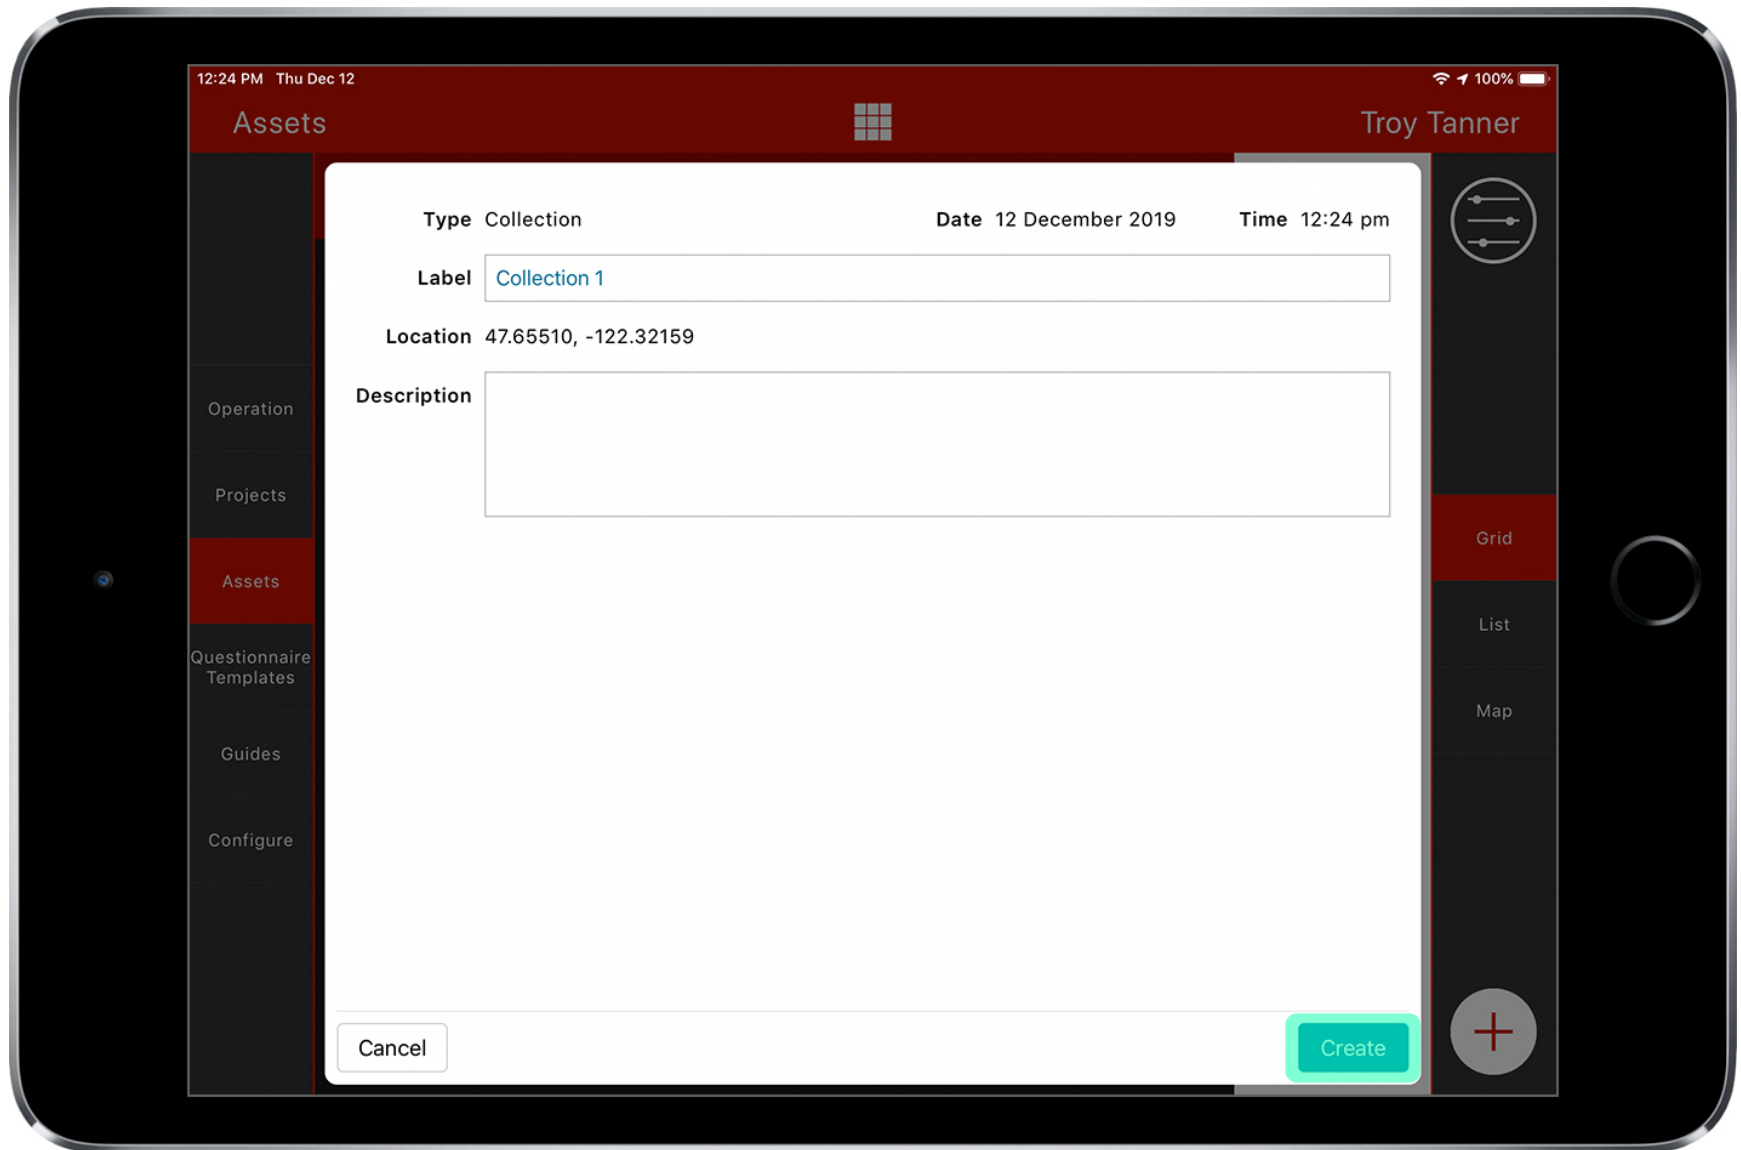 12:24 PM Thu Dec 12 100%
Assets Troy Tanner
Type Collection Date 12 December 2019 Time 12:24 pm
Label Collection 1
Location 47.65510, -122.32159
Description
Operation
Projects
Assets
Questionnaire
Templates
Guides
Configure
Grid
List
Map
Cancel Create